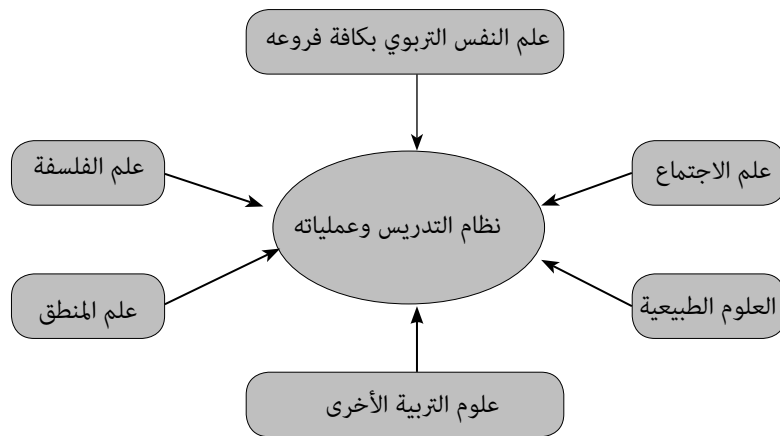 علم النفس التربوي بكافة فروعه
علم الاجتماع
علم الفلسفة
نظام التدريس وعملياته
العلوم الطبيعية
علم المنطق
علوم التربية الأخرى